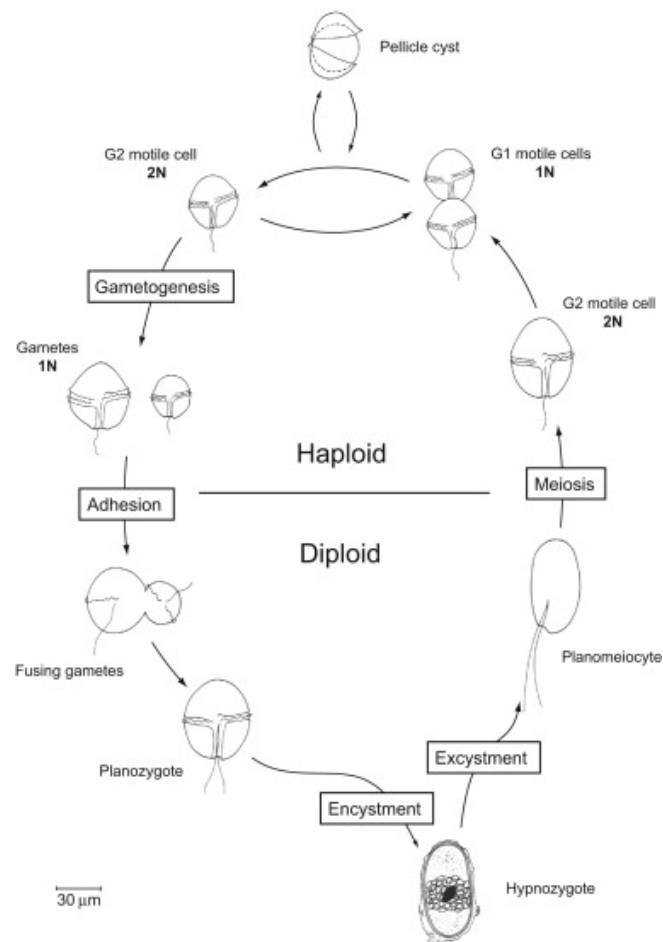 Pellicle cyst
G2 motile cell
2N
G1 motile cells
1N
Gametogenesis
G2 motile cell
2N
Gametes
1N
Haploid
Adhesion
Meiosis
Diploid
Fusing gametes
Planomeiocyte
Planozygote
Excystment
Encystment
30 μm
Hypnozygote